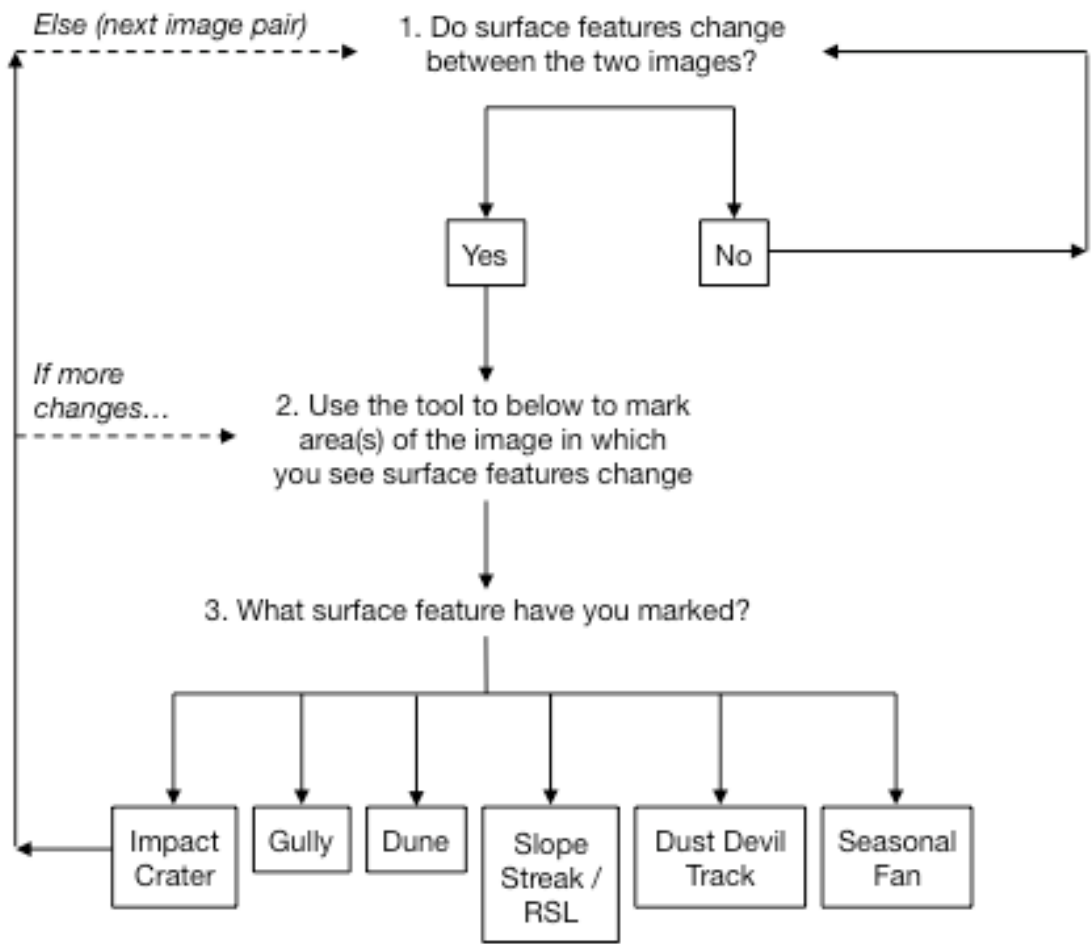 Else (next image pair)
1. Do surface features change
between the two images?
Yes
No
If more
changes...
2. Use the tool to below to mark
area(s) of the image in which
you see surface features change
3. What surface feature have you marked?
Impact
Crater
Gully
Dune
Slope
Streak /
RSL
Dust Devil
Track
Seasonal
Fan